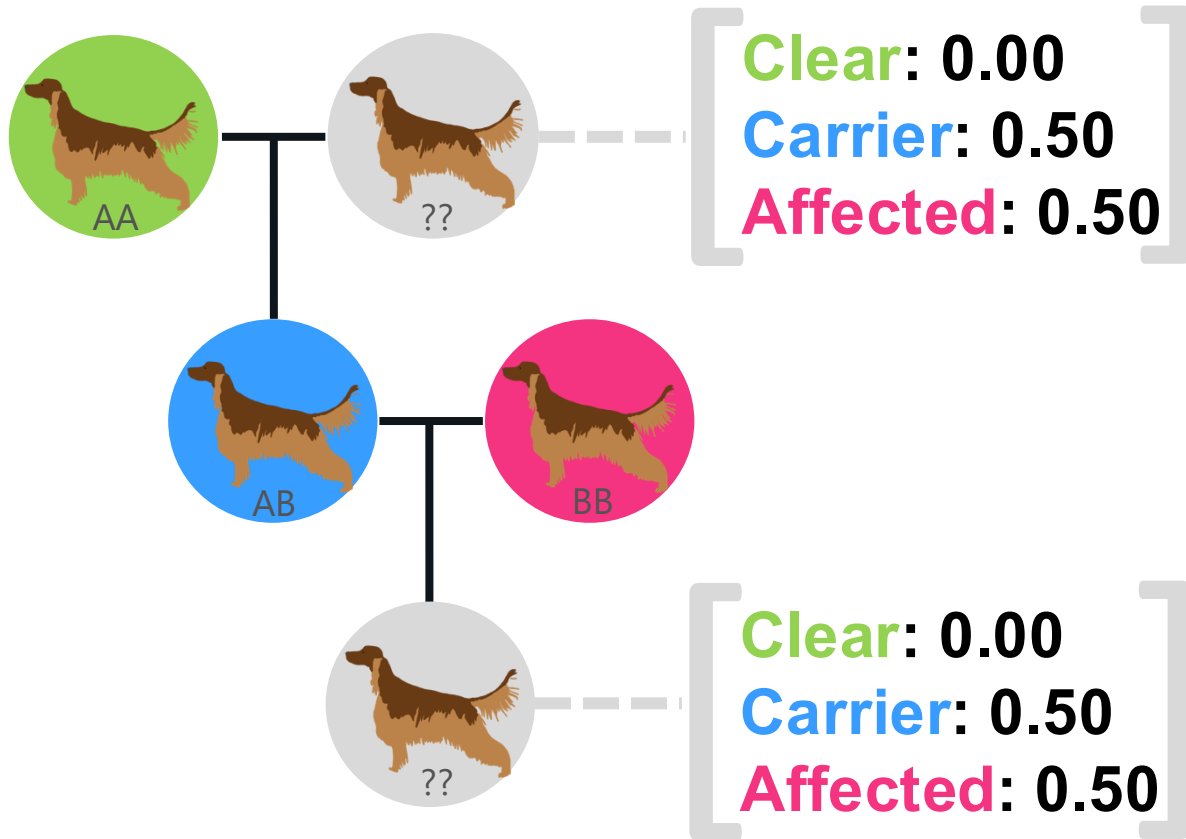 AA
??
Clear: 0.00
Carrier: 0.50
Affected: 0.50
AB
BB
??
Clear: 0.00
Carrier: 0.50
Affected: 0.50